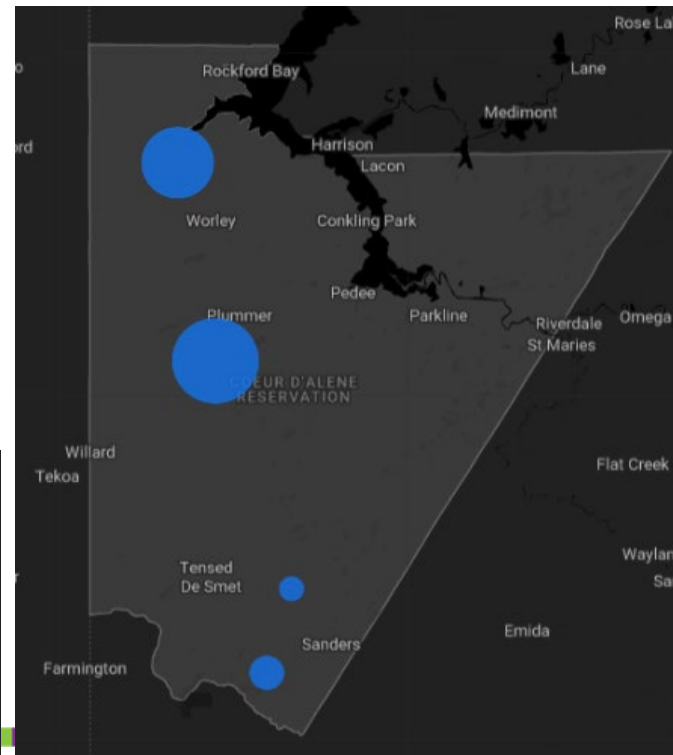 Rose La
Rockford Bay
Lane
Medimont
ord
Harrison
Lacon
Worley
Conkling Park
Pedee
Plummer
Parkline
Riverdale
Omega
St Maries
COEUR D'ALENE
RESERVATION
Willard
Tekoa
Flat Creek
Tensed
De Smet
Waylan
Sa
Emida
Sanders
Farmington